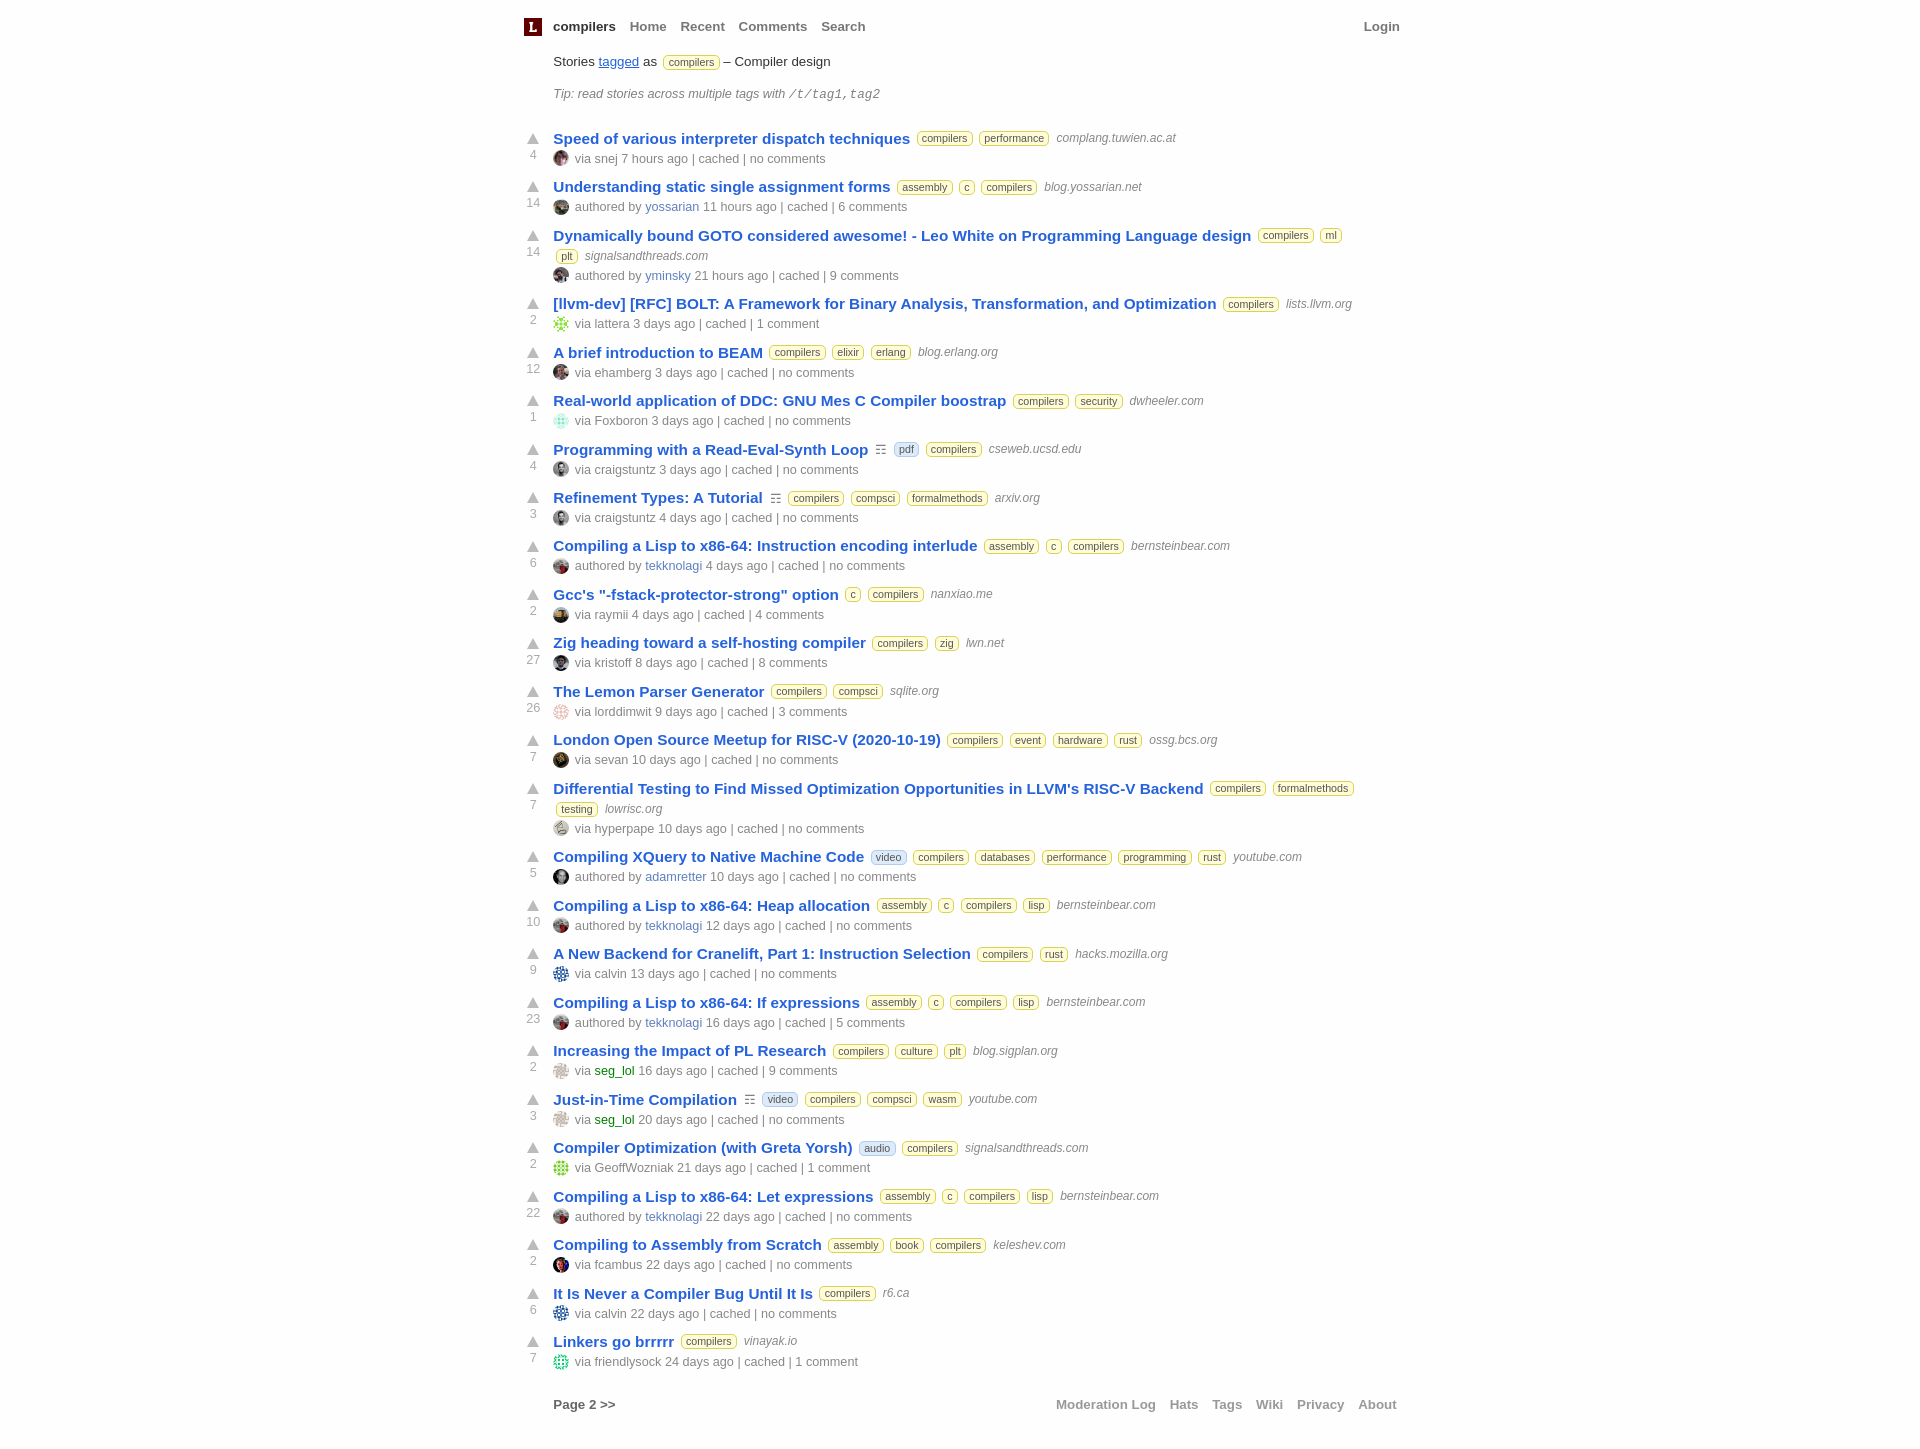 L compilers Home Recent Comments Search Login
Stories tagged as compilers – Compiler design
Tip: read stories across multiple tags with /t/tag1,tag2
Speed of various interpreter dispatch techniques compilers performance complang.tuwien.ac.at
4 via snej 7 hours ago | cached | no comments
Understanding static single assignment forms assembly c compilers blog.yossarian.net
14 authored by yossarian 11 hours ago | cached | 6 comments
Dynamically bound GOTO considered awesome! - Leo White on Programming Language design compilers ml
14 plt signalsandthreads.com
authored by yminsky 21 hours ago | cached | 9 comments
[llvm-dev] [RFC] BOLT: A Framework for Binary Analysis, Transformation, and Optimization compilers lists.llvm.org
2 via lattera 3 days ago | cached | 1 comment
A brief introduction to BEAM compilers elixir erlang blog.erlang.org
12 via ehamberg 3 days ago | cached | no comments
Real-world application of DDC: GNU Mes C Compiler boostrap compilers security dwheeler.com
1 via Foxboron 3 days ago | cached | no comments
Programming with a Read-Eval-Synth Loop ☶ pdf compilers cseweb.ucsd.edu
4 via craigstuntz 3 days ago | cached | no comments
Refinement Types: A Tutorial ☶ compilers compsci formalmethods arxiv.org
3 via craigstuntz 4 days ago | cached | no comments
Compiling a Lisp to x86-64: Instruction encoding interlude assembly c compilers bernsteinbear.com
6 authored by tekknolagi 4 days ago | cached | no comments
Gcc's "-fstack-protector-strong" option c compilers nanxiao.me
2 via raymii 4 days ago | cached | 4 comments
Zig heading toward a self-hosting compiler compilers zig lwn.net
27 via kristoff 8 days ago | cached | 8 comments
The Lemon Parser Generator compilers compsci sqlite.org
26 via lorddimwit 9 days ago | cached | 3 comments
London Open Source Meetup for RISC-V (2020-10-19) compilers event hardware rust ossg.bcs.org
7 via sevan 10 days ago | cached | no comments
Differential Testing to Find Missed Optimization Opportunities in LLVM's RISC-V Backend compilers formalmethods
7 testing lowrisc.org
via hyperpape 10 days ago | cached | no comments
Compiling XQuery to Native Machine Code video compilers databases performance programming rust youtube.com
5 authored by adamretter 10 days ago | cached | no comments
Compiling a Lisp to x86-64: Heap allocation assembly c compilers lisp bernsteinbear.com
10 authored by tekknolagi 12 days ago | cached | no comments
A New Backend for Cranelift, Part 1: Instruction Selection compilers rust hacks.mozilla.org
9 via calvin 13 days ago | cached | no comments
Compiling a Lisp to x86-64: If expressions assembly c compilers lisp bernsteinbear.com
23 authored by tekknolagi 16 days ago | cached | 5 comments
Increasing the Impact of PL Research compilers culture plt blog.sigplan.org
2 via seg_lol 16 days ago | cached | 9 comments
Just-in-Time Compilation ☶ video compilers compsci wasm youtube.com
3 via seg_lol 20 days ago | cached | no comments
Compiler Optimization (with Greta Yorsh) audio compilers signalsandthreads.com
2 via GeoffWozniak 21 days ago | cached | 1 comment
Compiling a Lisp to x86-64: Let expressions assembly c compilers lisp bernsteinbear.com
22 authored by tekknolagi 22 days ago | cached | no comments
Compiling to Assembly from Scratch assembly book compilers keleshev.com
2 via fcambus 22 days ago | cached | no comments
It Is Never a Compiler Bug Until It Is compilers r6.ca
6 via calvin 22 days ago | cached | no comments
Linkers go brrrrr compilers vinayak.io
7 via friendlysock 24 days ago | cached | 1 comment
Page 2 >> Moderation Log Hats Tags Wiki Privacy About